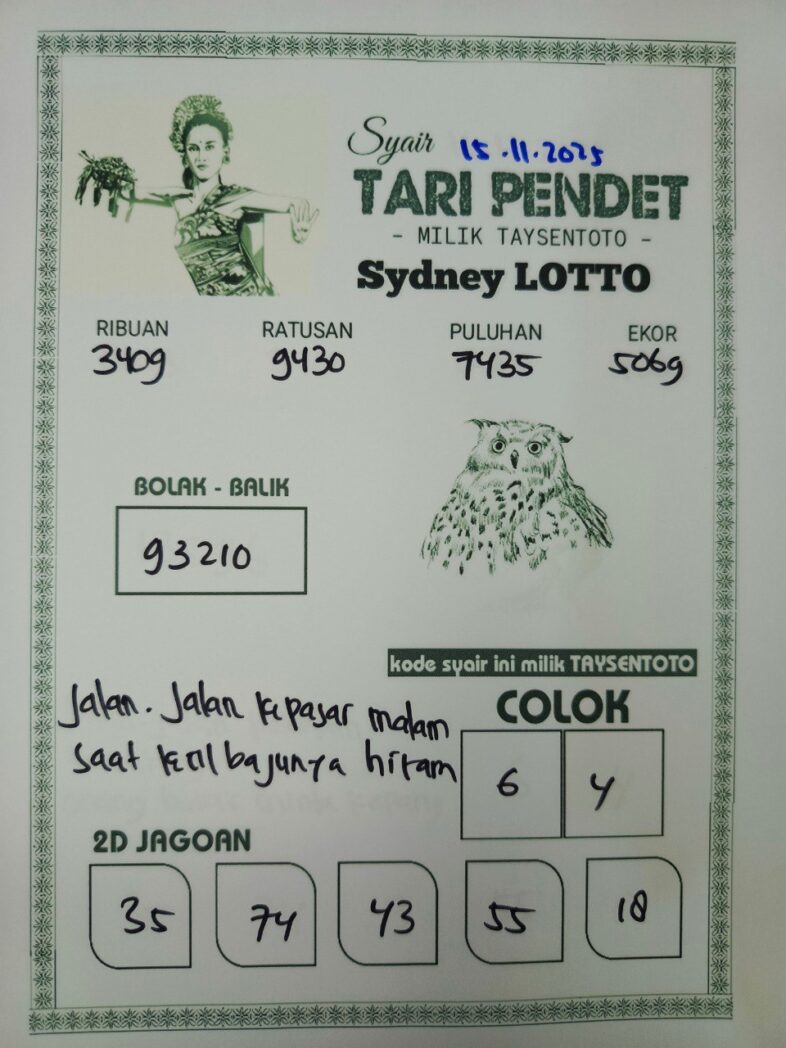 Syair 15.11.2025
TARI PENDET
- MILIK TAYSENTOTO -
Sydney LOTTO
RIBUAN RATUSAN PULUHAN EKOR
3409 9430 7435 5069
BOLAK - BALIK
93210
kode syair ini milik TAYSENTOTO
COLOK
Jalan. Jalan kepasar malam
saat kecil bajunya hitam
6 4
2D JAGOAN
35 74 43 55 18